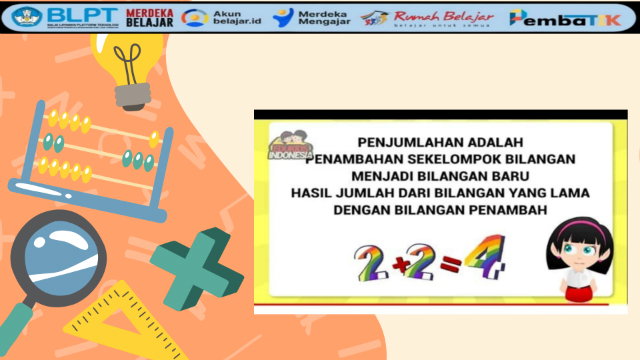 BLPT
MERDEKA
BELAJAR
Akun
belajar.id
Merdeka
Mengajar
Rumah Belajar
belajar untuk semua
PembaTIK
INDONESIA
PENJUMLAHAN ADALAH
PENAMBAHAN SEKELOMPOK BILANGAN
MENJADI BILANGAN BARU
HASIL JUMLAH DARI BILANGAN YANG LAMA
DENGAN BILANGAN PENAMBAH
2+2=4